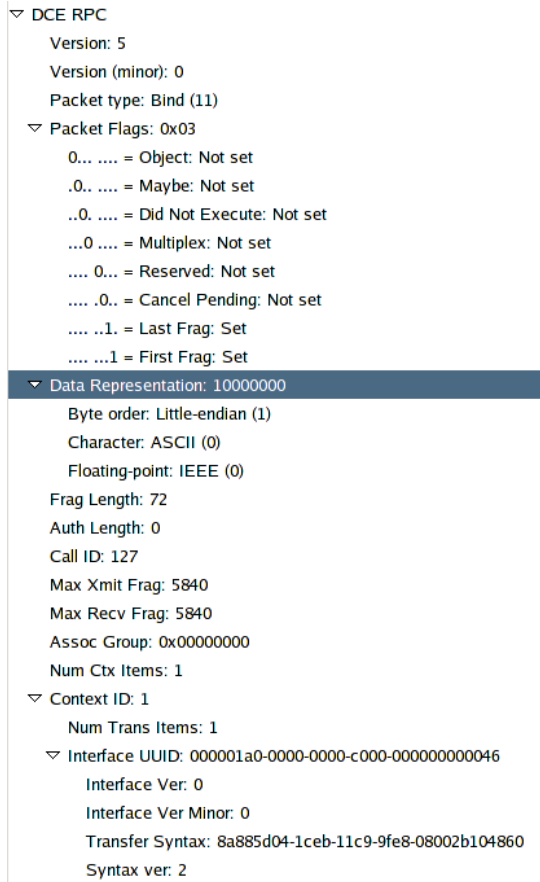 DCE RPC
Version: 5
Version (minor): 0
Packet type: Bind (11)
Packet Flags: 0x03
0... .... = Object: Not set
.0.. .... = Maybe: Not set
..0. .... = Did Not Execute: Not set
...0 .... = Multiplex: Not set
.... 0... = Reserved: Not set
.... .0.. = Cancel Pending: Not set
.... ..1. = Last Frag: Set
.... ...1 = First Frag: Set
Data Representation: 10000000
Byte order: Little-endian (1)
Character: ASCII (0)
Floating-point: IEEE (0)
Frag Length: 72
Auth Length: 0
Call ID: 127
Max Xmit Frag: 5840
Max Recv Frag: 5840
Assoc Group: 0x00000000
Num Ctx Items: 1
Context ID: 1
Num Trans Items: 1
Interface UUID: 000001a0-0000-0000-c000-000000000046
Interface Ver: 0
Interface Ver Minor: 0
Transfer Syntax: 8a885d04-1ceb-11c9-9fe8-08002b104860
Syntax ver: 2